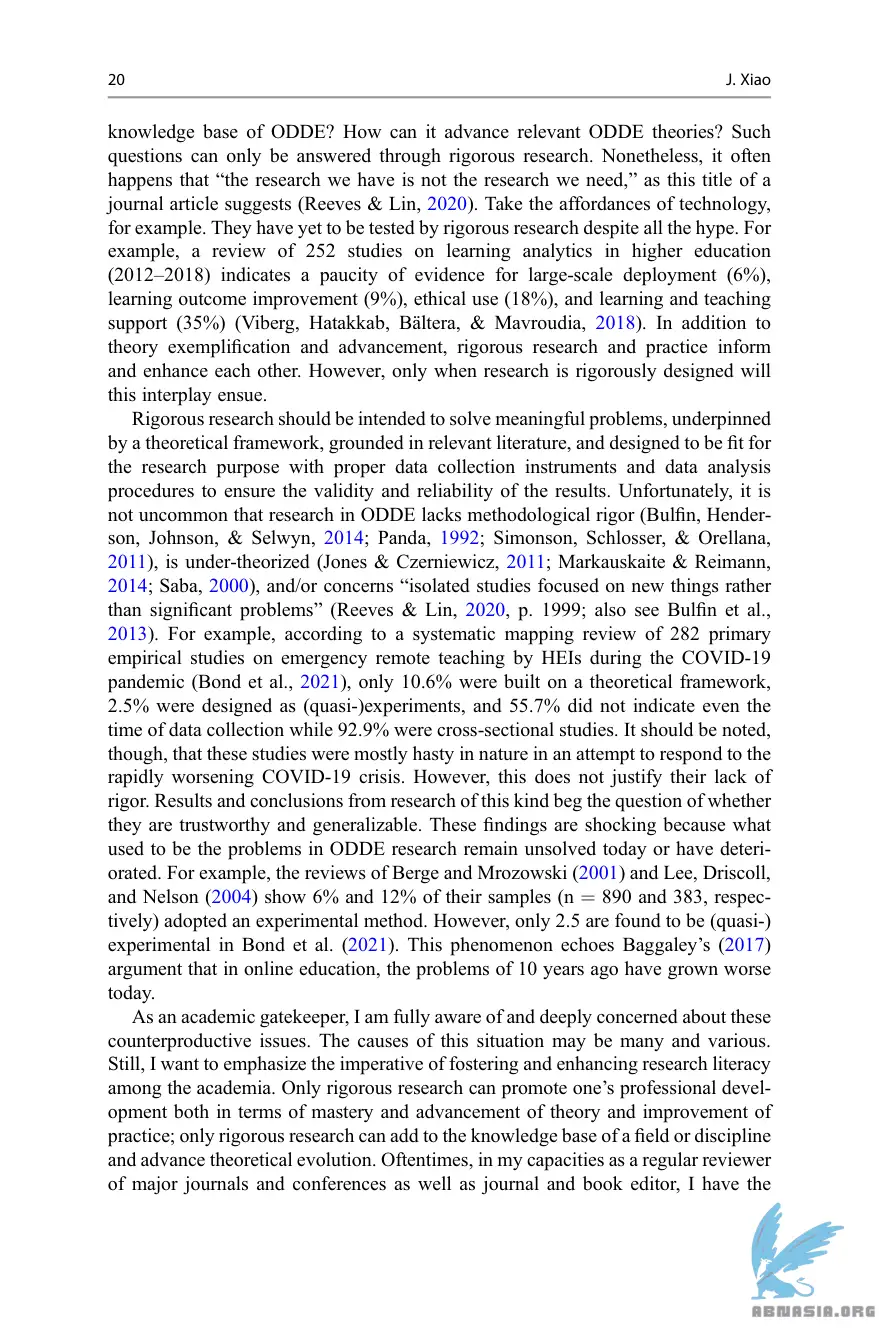 20
J. Xiao
knowledge base of ODDE? How can it advance relevant ODDE theories? Such
questions can only be answered through rigorous research. Nonetheless, it often
happens that “the research we have is not the research we need,” as this title of a
journal article suggests (Reeves & Lin, 2020). Take the affordances of technology,
for example. They have yet to be tested by rigorous research despite all the hype. For
example, a review of 252 studies on learning analytics in higher education
(2012–2018) indicates a paucity of evidence for large-scale deployment (6%),
learning outcome improvement (9%), ethical use (18%), and learning and teaching
support (35%) (Viberg, Hatakkab, Bältera, & Mavroudia, 2018). In addition to
theory exemplification and advancement, rigorous research and practice inform
and enhance each other. However, only when research is rigorously designed will
this interplay ensue.
Rigorous research should be intended to solve meaningful problems, underpinned
by a theoretical framework, grounded in relevant literature, and designed to be fit for
the research purpose with proper data collection instruments and data analysis
procedures to ensure the validity and reliability of the results. Unfortunately, it is
not uncommon that research in ODDE lacks methodological rigor (Bulfin, Hender-
son, Johnson, & Selwyn, 2014; Panda, 1992; Simonson, Schlosser, & Orellana,
2011), is under-theorized (Jones & Czerniewicz, 2011; Markauskaite & Reimann,
2014; Saba, 2000), and/or concerns “isolated studies focused on new things rather
than significant problems” (Reeves & Lin, 2020, p. 1999; also see Bulfin et al.,
2013). For example, according to a systematic mapping review of 282 primary
empirical studies on emergency remote teaching by HEIs during the COVID-19
pandemic (Bond et al., 2021), only 10.6% were built on a theoretical framework,
2.5% were designed as (quasi-)experiments, and 55.7% did not indicate even the
time of data collection while 92.9% were cross-sectional studies. It should be noted,
though, that these studies were mostly hasty in nature in an attempt to respond to the
rapidly worsening COVID-19 crisis. However, this does not justify their lack of
rigor. Results and conclusions from research of this kind beg the question of whether
they are trustworthy and generalizable. These findings are shocking because what
used to be the problems in ODDE research remain unsolved today or have deteri-
orated. For example, the reviews of Berge and Mrozowski (2001) and Lee, Driscoll,
and Nelson (2004) show 6% and 12% of their samples (n = 890 and 383, respec-
tively) adopted an experimental method. However, only 2.5 are found to be (quasi-)
experimental in Bond et al. (2021). This phenomenon echoes Baggaley’s (2017)
argument that in online education, the problems of 10 years ago have grown worse
today.
As an academic gatekeeper, I am fully aware of and deeply concerned about these
counterproductive issues. The causes of this situation may be many and various.
Still, I want to emphasize the imperative of fostering and enhancing research literacy
among the academia. Only rigorous research can promote one’s professional devel-
opment both in terms of mastery and advancement of theory and improvement of
practice; only rigorous research can add to the knowledge base of a field or discipline
and advance theoretical evolution. Oftentimes, in my capacities as a regular reviewer
of major journals and conferences as well as journal and book editor, I have the
ABNASIA.ORG